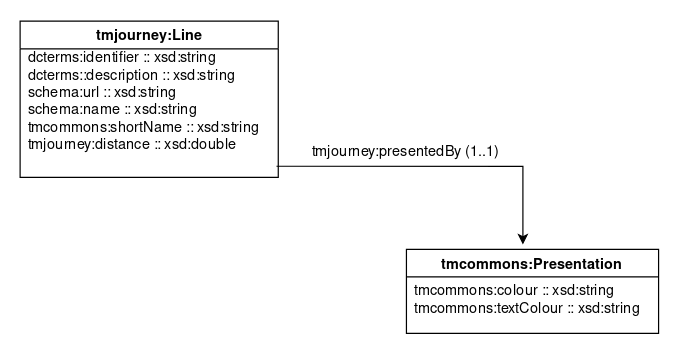 tmjourney:Line
dcterms:identifier :: xsd:string
dcterms::description :: xsd:string
schema:url :: xsd:string
schema:name :: xsd:string
tmcommons:shortName :: xsd:string
tmjourney:distance :: xsd:double
tmjourney:presentedBy (1..1)
tmcommons:Presentation
tmcommons:colour :: xsd:string
tmcommons:textColour :: xsd:string